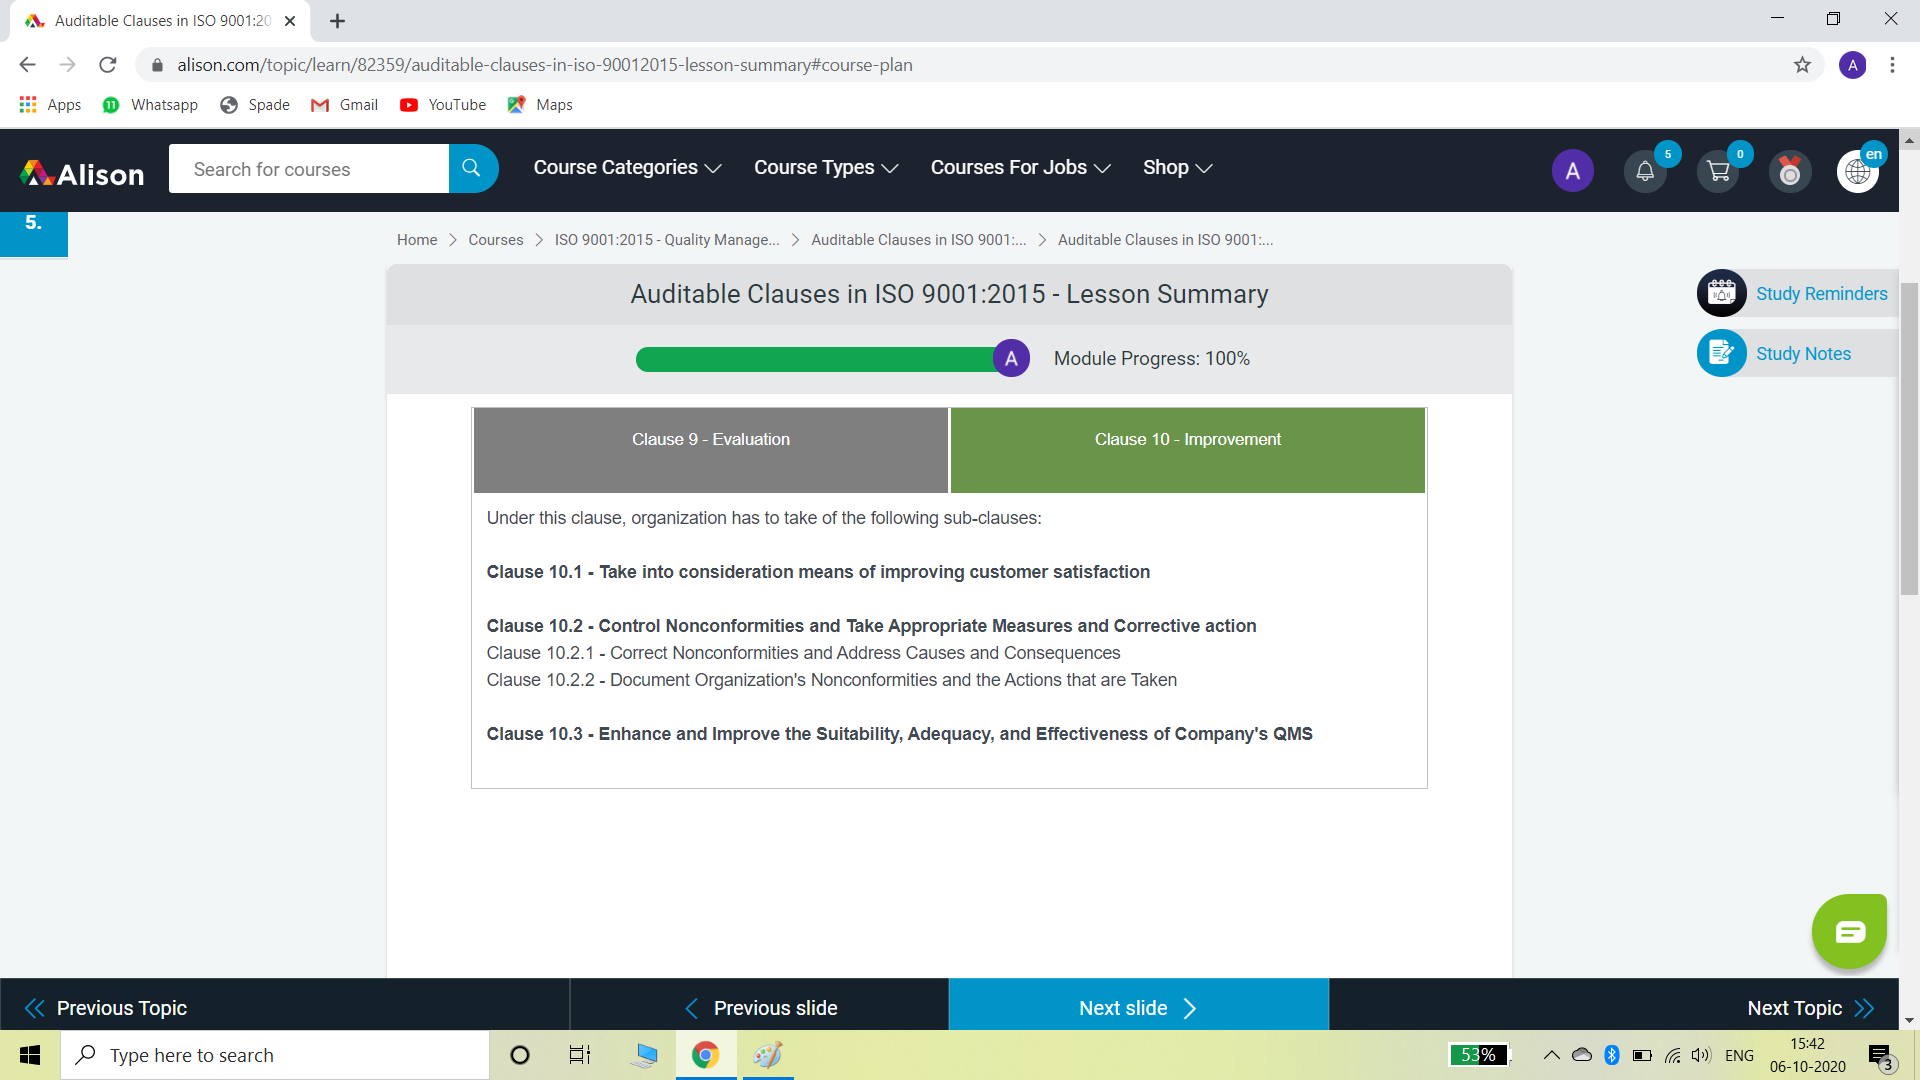 Auditable Clauses in ISO 9001:20
alison.com/topic/learn/82359/auditable-clauses-in-iso-90012015-lesson-summary#course-plan
A
Apps
11
Whatsapp
Spade
Gmail
YouTube
Maps
Alison
Search for courses
Course Categories
Course Types
Courses For Jobs
Shop
A
5
0
en
5.
Home > Courses > ISO 9001:2015 - Quality Manage... > Auditable Clauses in ISO 9001:... > Auditable Clauses in ISO 9001:...
Auditable Clauses in ISO 9001:2015 - Lesson Summary
Study Reminders
A
Module Progress: 100%
Study Notes
Clause 9 - Evaluation
Clause 10 - Improvement
Under this clause, organization has to take of the following sub-clauses:
Clause 10.1 - Take into consideration means of improving customer satisfaction
Clause 10.2 - Control Nonconformities and Take Appropriate Measures and Corrective action
Clause 10.2.1 - Correct Nonconformities and Address Causes and Consequences
Clause 10.2.2 - Document Organization's Nonconformities and the Actions that are Taken
Clause 10.3 - Enhance and Improve the Suitability, Adequacy, and Effectiveness of Company's QMS
Previous Topic
Previous slide
Next slide
Next Topic
Type here to search
53%
ENG
15:42
06-10-2020
3